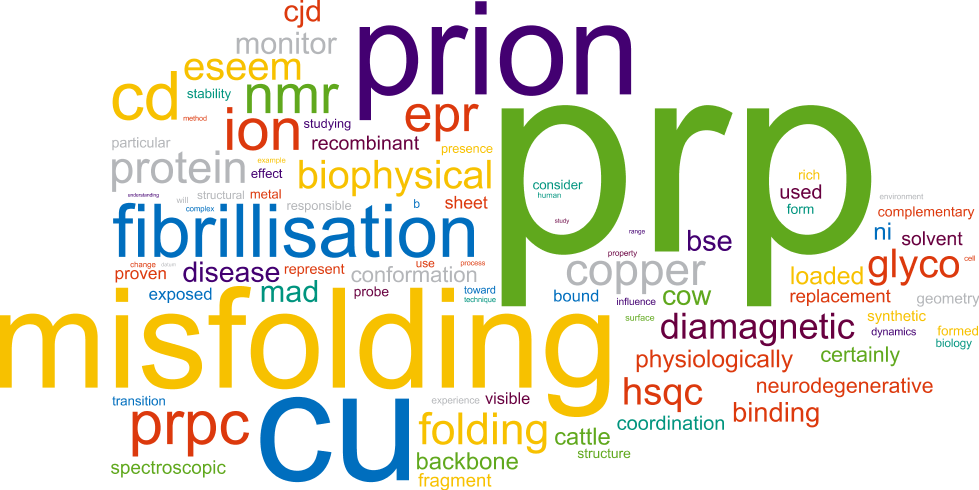 cjd
monitor
prion
eseem
cd
stability
nmr
method
ion
studying
epr
prp
particular
recombinant
presence
protein
example
effect
biophysical
consider
human
rich
used
form
understanding
will
structural
metal
responsible
b
sheet
complex
study
environment
complementary
fibrillisation
range
bse
ni
solvent
property
change
proven
disease
represent
conformation
use
process
copper
loaded
glyco
cell
exposed
mad
probe
toward
technique
bound
influence
cow
replacement
geometry
misfolding
surface
diamagnetic
synthetic
dynamics
formed
biology
physiologically
certainly
transition
cu
experience
visible
hsqc
neurodegenerative
prpc
folding
cattle
coordination
binding
structure
spectroscopic
backbone
fragment